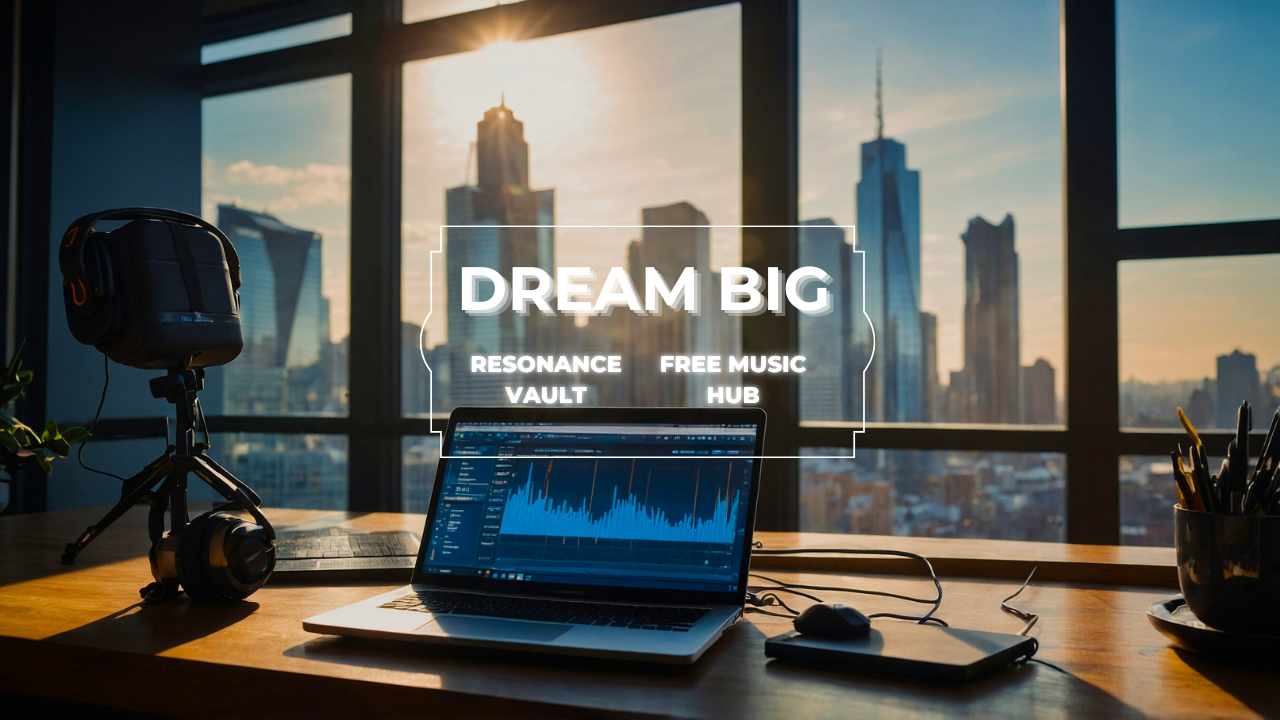 DREAM BIG
RESONANCE
VAULT
FREE MUSIC
HUB